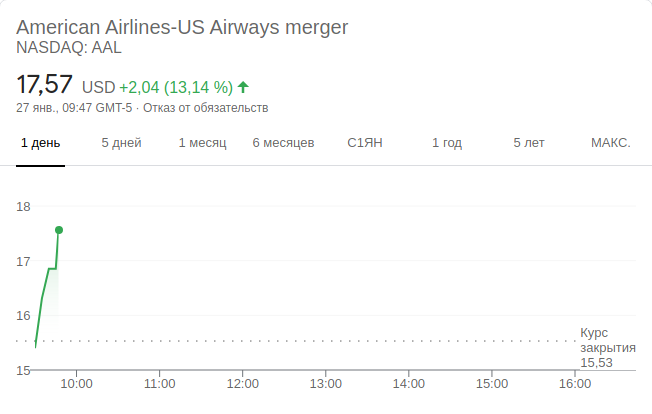 American Airlines-US Airways merger
NASDAQ: AAL
17,57 USD +2,04 (13,14 %)
27 янв., 09:47 GMT-5 · Отказ от обязательств
1 день 5 дней 1 месяц 6 месяцев С1ЯН 1 год 5 лет МАКС.
18
17
16
15
Курс
закрытия
15,53
10:00 11:00 12:00 13:00 14:00 15:00 16:00